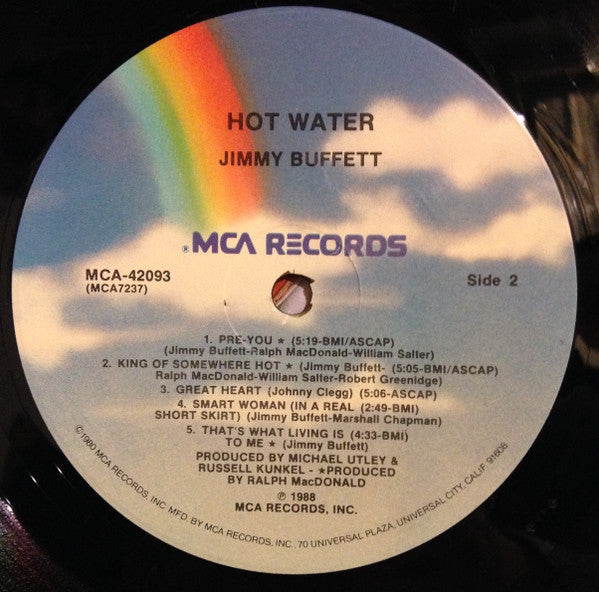 HOT WATER
JIMMY BUFFETT
®MCA RECORDS
MCA-42093
(MCA7237)
Side 2
1. PRE-YOU ★ (5:19-BMI/ASCAP)
(Jimmy Buffett-Ralph MacDonald-William Salter)
2. KING OF SOMEWHERE HOT ★ (Jimmy Buffett- (5:05-BMI/ASCAP)
Ralph MacDonald-William Salter-Robert Greenidge)
3. GREAT HEART (Johnny Clegg) (5:06-ASCAP)
4. SMART WOMAN (IN A REAL (2:49-BMI)
SHORT SKIRT) (Jimmy Buffett-Marshall Chapman)
5. THAT'S WHAT LIVING IS (4:33-BMI)
TO ME ★ (Jimmy Buffett)
PRODUCED BY MICHAEL UTLEY &
RUSSELL KUNKEL - ★PRODUCED
BY RALPH MacDONALD
℗ 1988
MCA RECORDS, INC.
©1980 MCA RECORDS, INC. MFD. BY MCA RECORDS, INC., 70 UNIVERSAL PLAZA, UNIVERSAL CITY, CALIF. 91608